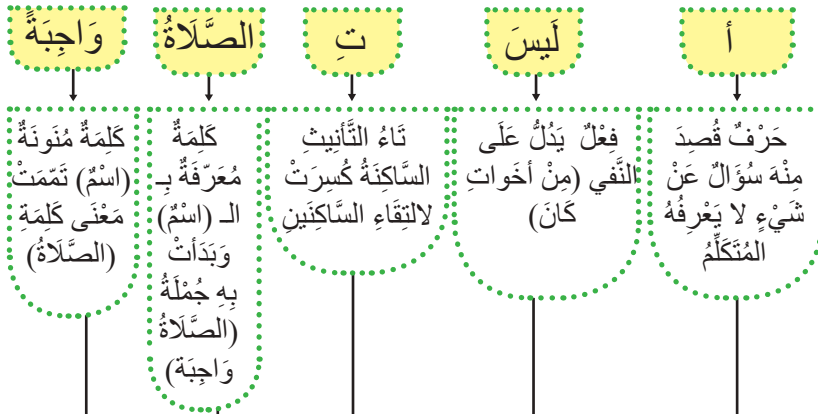 أ
لَيسَ
تِ
الصَّلَاةُ
وَاجِبَةً
حَرْفٌ قُصِدَ
مِنْهَ سُؤَالٌ عَنْ
شَيْءٍ لا يَعْرِفُهُ
المُتَكَلِّمُ
فِعْلٌ يَدُلُّ عَلَى
النَّفي (مِنْ أخَواتِ
كَانَ)
تَاءُ التَّأنِيثِ
السَّاكِنَةُ كُسِرَتْ
لالتِقَاءِ السَّاكِنَينِ
كَلِمَةٌ
مُعَرّفَةٌ بِـ
الـ (اسْمٌ)
وَبَدَأتْ
بِهِ جُمْلَةُ
(الصَّلَاةُ
وَاجِبَة)
كَلِمَةٌ مُنَونَةٌ
(اسْمٌ) تَمّمَتْ
مَعْنَى كَلِمَةِ
(الصَّلَاةُ)